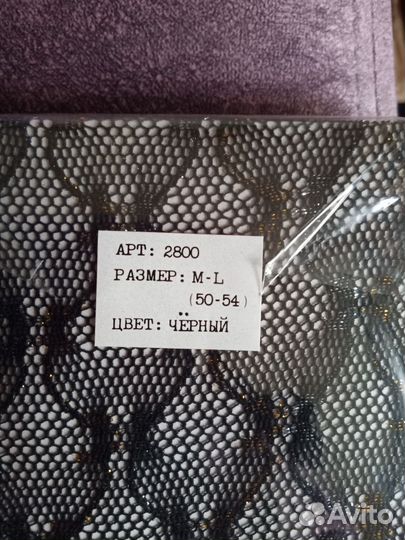 АРТ: 2800
РАЗМЕР: M-L
(50-54)
ЦВЕТ: ЧЁРНЫЙ
Avito